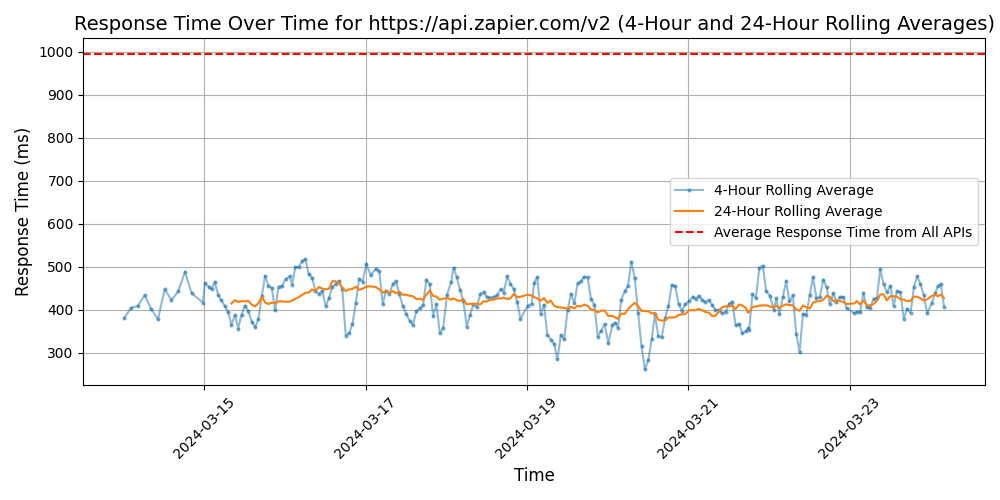 Response Time Over Time for https://api.zapier.com/v2 (4-Hour and 24-Hour Rolling Averages)
Response Time (ms)
1000
900
800
700
600
500
400
300
4-Hour Rolling Average
24-Hour Rolling Average
Average Response Time from All APIs
2024-03-15
2024-03-17
2024-03-19
2024-03-21
2024-03-23
Time